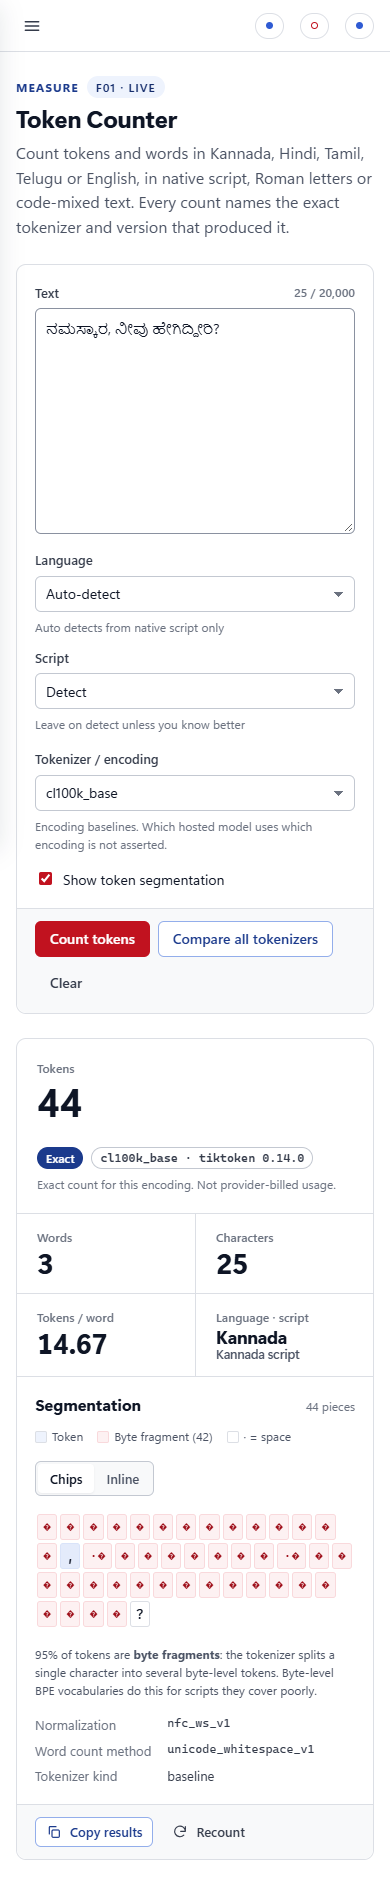 MEASURE F01 · LIVE
Token Counter
Count tokens and words in Kannada, Hindi, Tamil,
Telugu or English, in native script, Roman letters or
code-mixed text. Every count names the exact
tokenizer and version that produced it.
Text 25 / 20,000
ನಮಸ್ಕಾರ, ನೀವು ಹೇಗಿದ್ದೀರಿ?
Language
Auto-detect
Auto detects from native script only
Script
Detect
Leave on detect unless you know better
Tokenizer / encoding
cl100k_base
Encoding baselines. Which hosted model uses which
encoding is not asserted.
Show token segmentation
Count tokens Compare all tokenizers
Clear
Tokens
44
Exact cl100k_base · tiktoken 0.14.0
Exact count for this encoding. Not provider-billed usage.
Words Characters
3 25
Tokens / word Language · script
14.67 Kannada
Kannada script
Segmentation 44 pieces
Token Byte fragment (42) · = space
Chips Inline
� � � � � � � � � � � � �
� , ·� � � � � � � � ·� � �
� � � � � � � � � � � � �
� � � � ?
95% of tokens are byte fragments: the tokenizer splits a
single character into several byte-level tokens. Byte-level
BPE vocabularies do this for scripts they cover poorly.
Normalization nfc_ws_v1
Word count method unicode_whitespace_v1
Tokenizer kind baseline
Copy results Recount